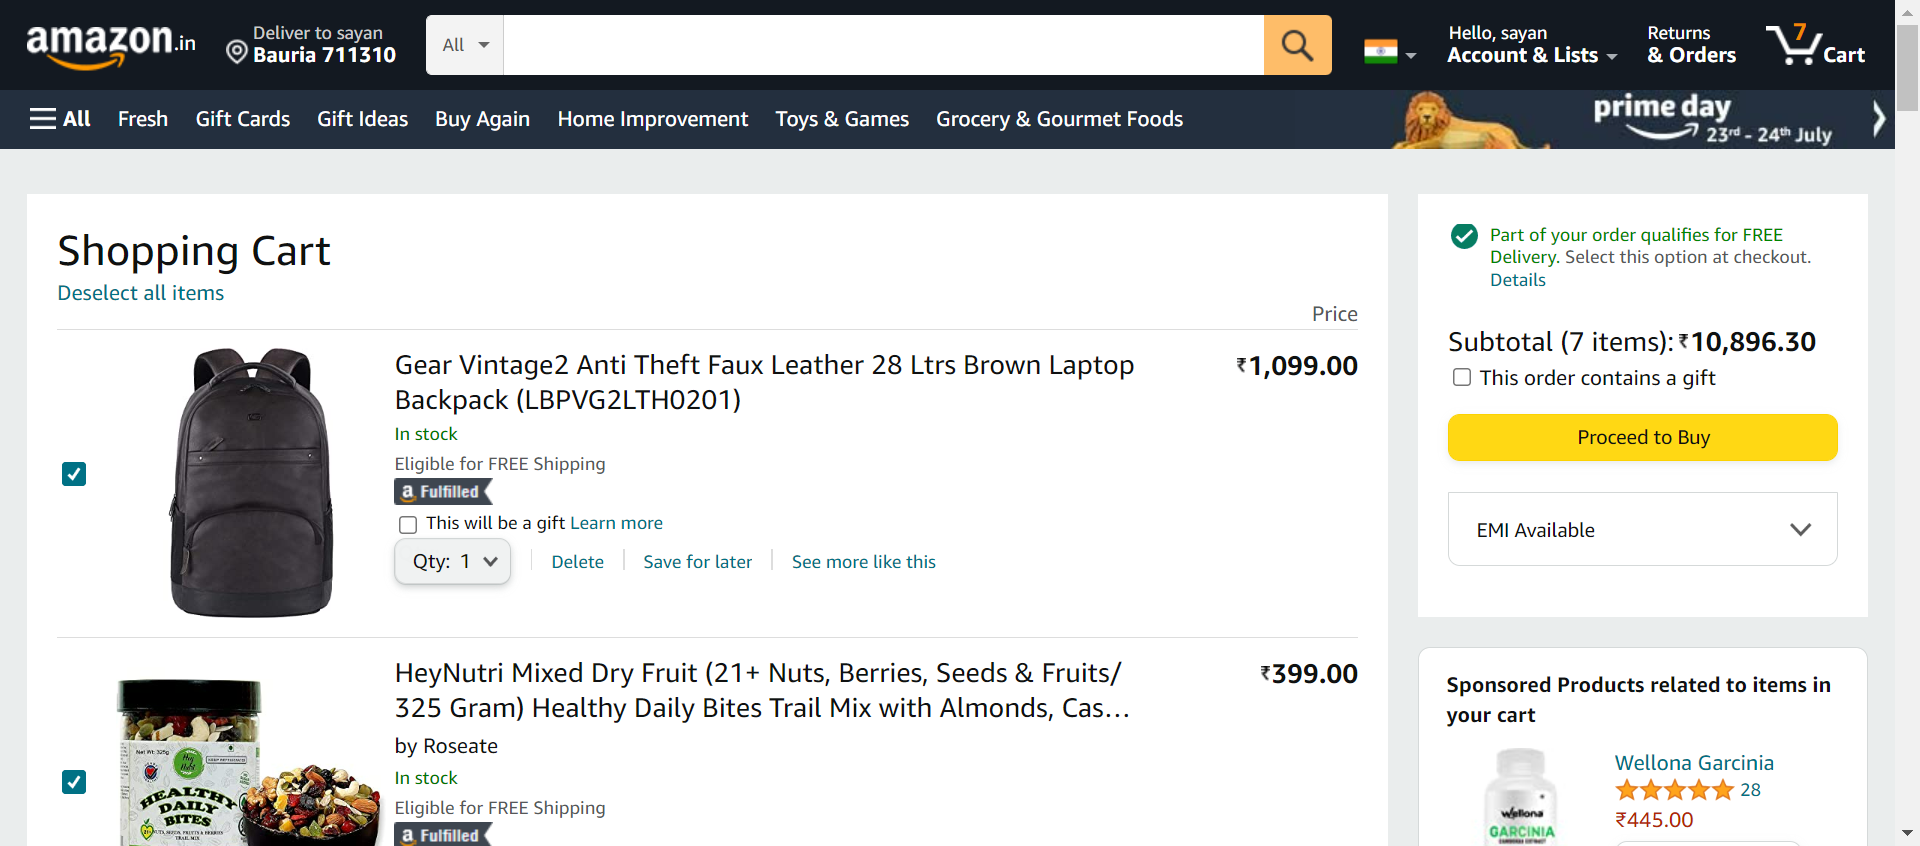 amazon.in
Deliver to sayan
Bauria 711310
All
Hello, sayan
Account & Lists
Returns
& Orders
7
Cart
All
Fresh
Gift Cards
Gift Ideas
Buy Again
Home Improvement
Toys & Games
Grocery & Gourmet Foods
prime day
23rd - 24th July
Shopping Cart
Deselect all items
Price
Gear Vintage2 Anti Theft Faux Leather 28 Ltrs Brown Laptop
Backpack (LBPVG2LTH0201)
₹1,099.00
In stock
Eligible for FREE Shipping
a Fulfilled
This will be a gift Learn more
Qty: 1
Delete
Save for later
See more like this
HeyNutri Mixed Dry Fruit (21+ Nuts, Berries, Seeds & Fruits/
325 Gram) Healthy Daily Bites Trail Mix with Almonds, Cas…
₹399.00
by Roseate
In stock
Eligible for FREE Shipping
a Fulfilled
Net Wt: 325g
HEALTHY
DAILY
BITES
TRAIL MIX
Part of your order qualifies for FREE
Delivery. Select this option at checkout.
Details
Subtotal (7 items): ₹10,896.30
This order contains a gift
Proceed to Buy
EMI Available
Sponsored Products related to items in
your cart
Wellona
GARCINIA
Wellona Garcinia
28
₹445.00